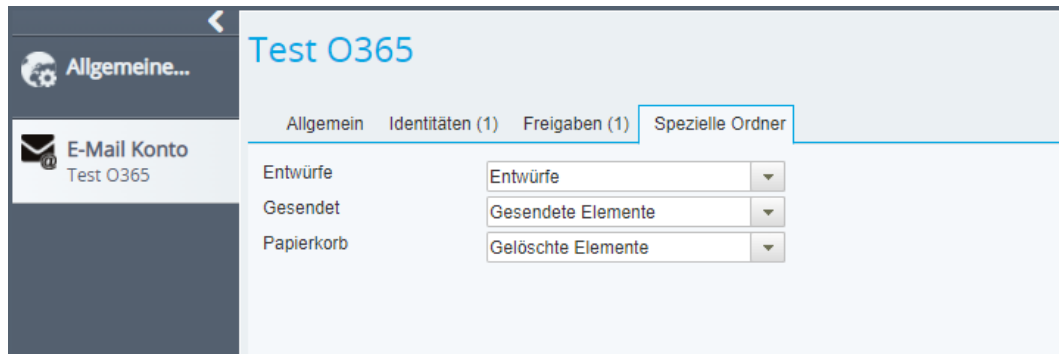 Allgemeine...
E-Mail Konto
Test O365
Test O365
Allgemein Identitäten (1) Freigaben (1) Spezielle Ordner
Entwürfe Entwürfe
Gesendet Gesendete Elemente
Papierkorb Gelöschte Elemente